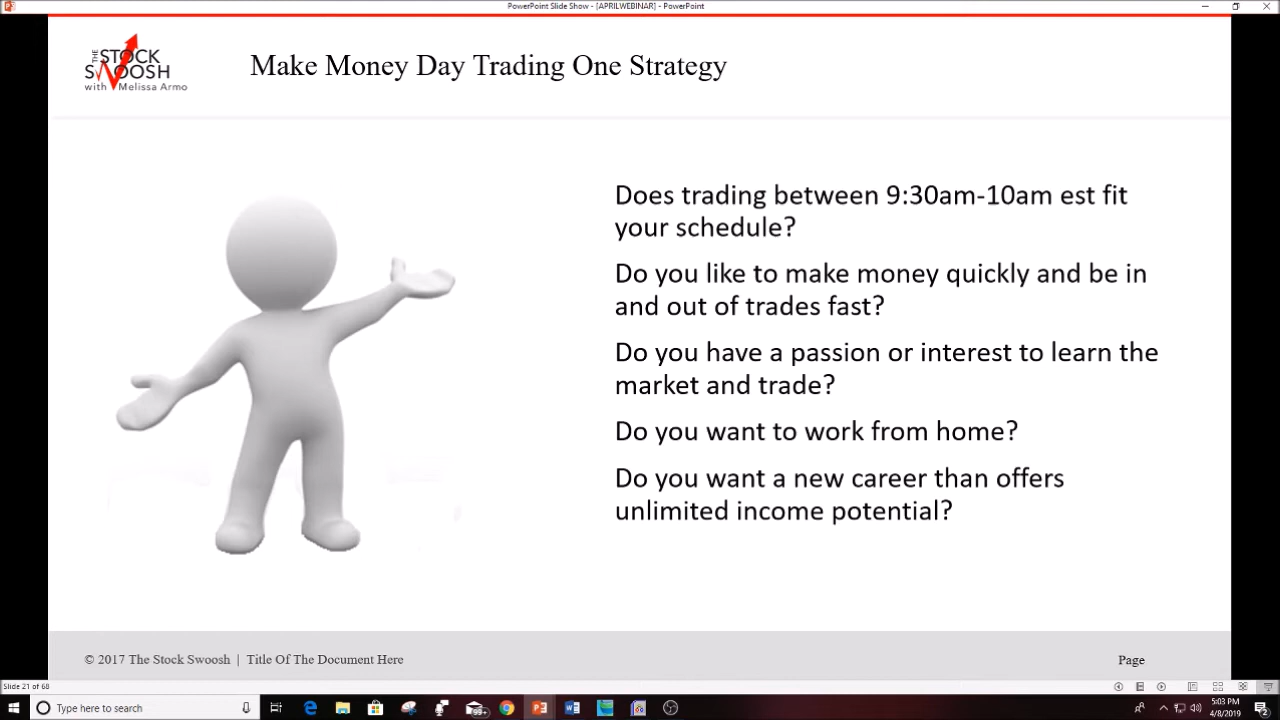 PowerPoint Slide Show - [APRILWEBINAR] - PowerPoint
THE
STOCK
SWOOSH
with Melissa Armo
Make Money Day Trading One Strategy
Does trading between 9:30am-10am est fit
your schedule?
Do you like to make money quickly and be in
and out of trades fast?
Do you have a passion or interest to learn the
market and trade?
Do you want to work from home?
Do you want a new career than offers
unlimited income potential?
© 2017 The Stock Swoosh | Title Of The Document Here
Page
Slide 21 of 68
Type here to search
99+
5:03 PM
4/8/2019
2